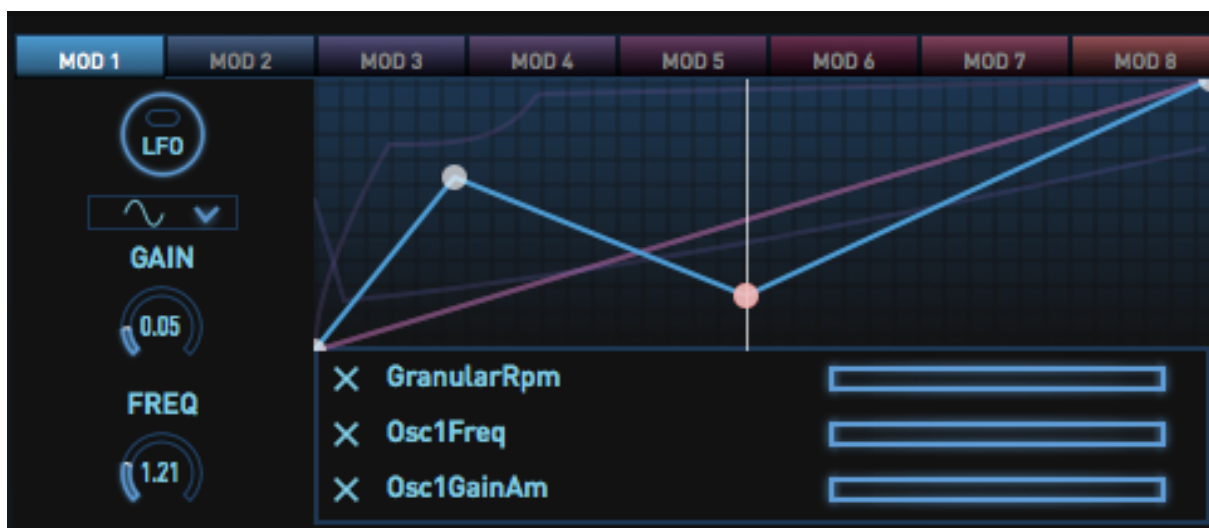 MOD 1 MOD 2 MOD 3 MOD 4 MOD 5 MOD 6 MOD 7 MOD 8
LFO
GAIN
0.05
FREQ
1.21
GranularRpm
Osc1Freq
Osc1GainAm